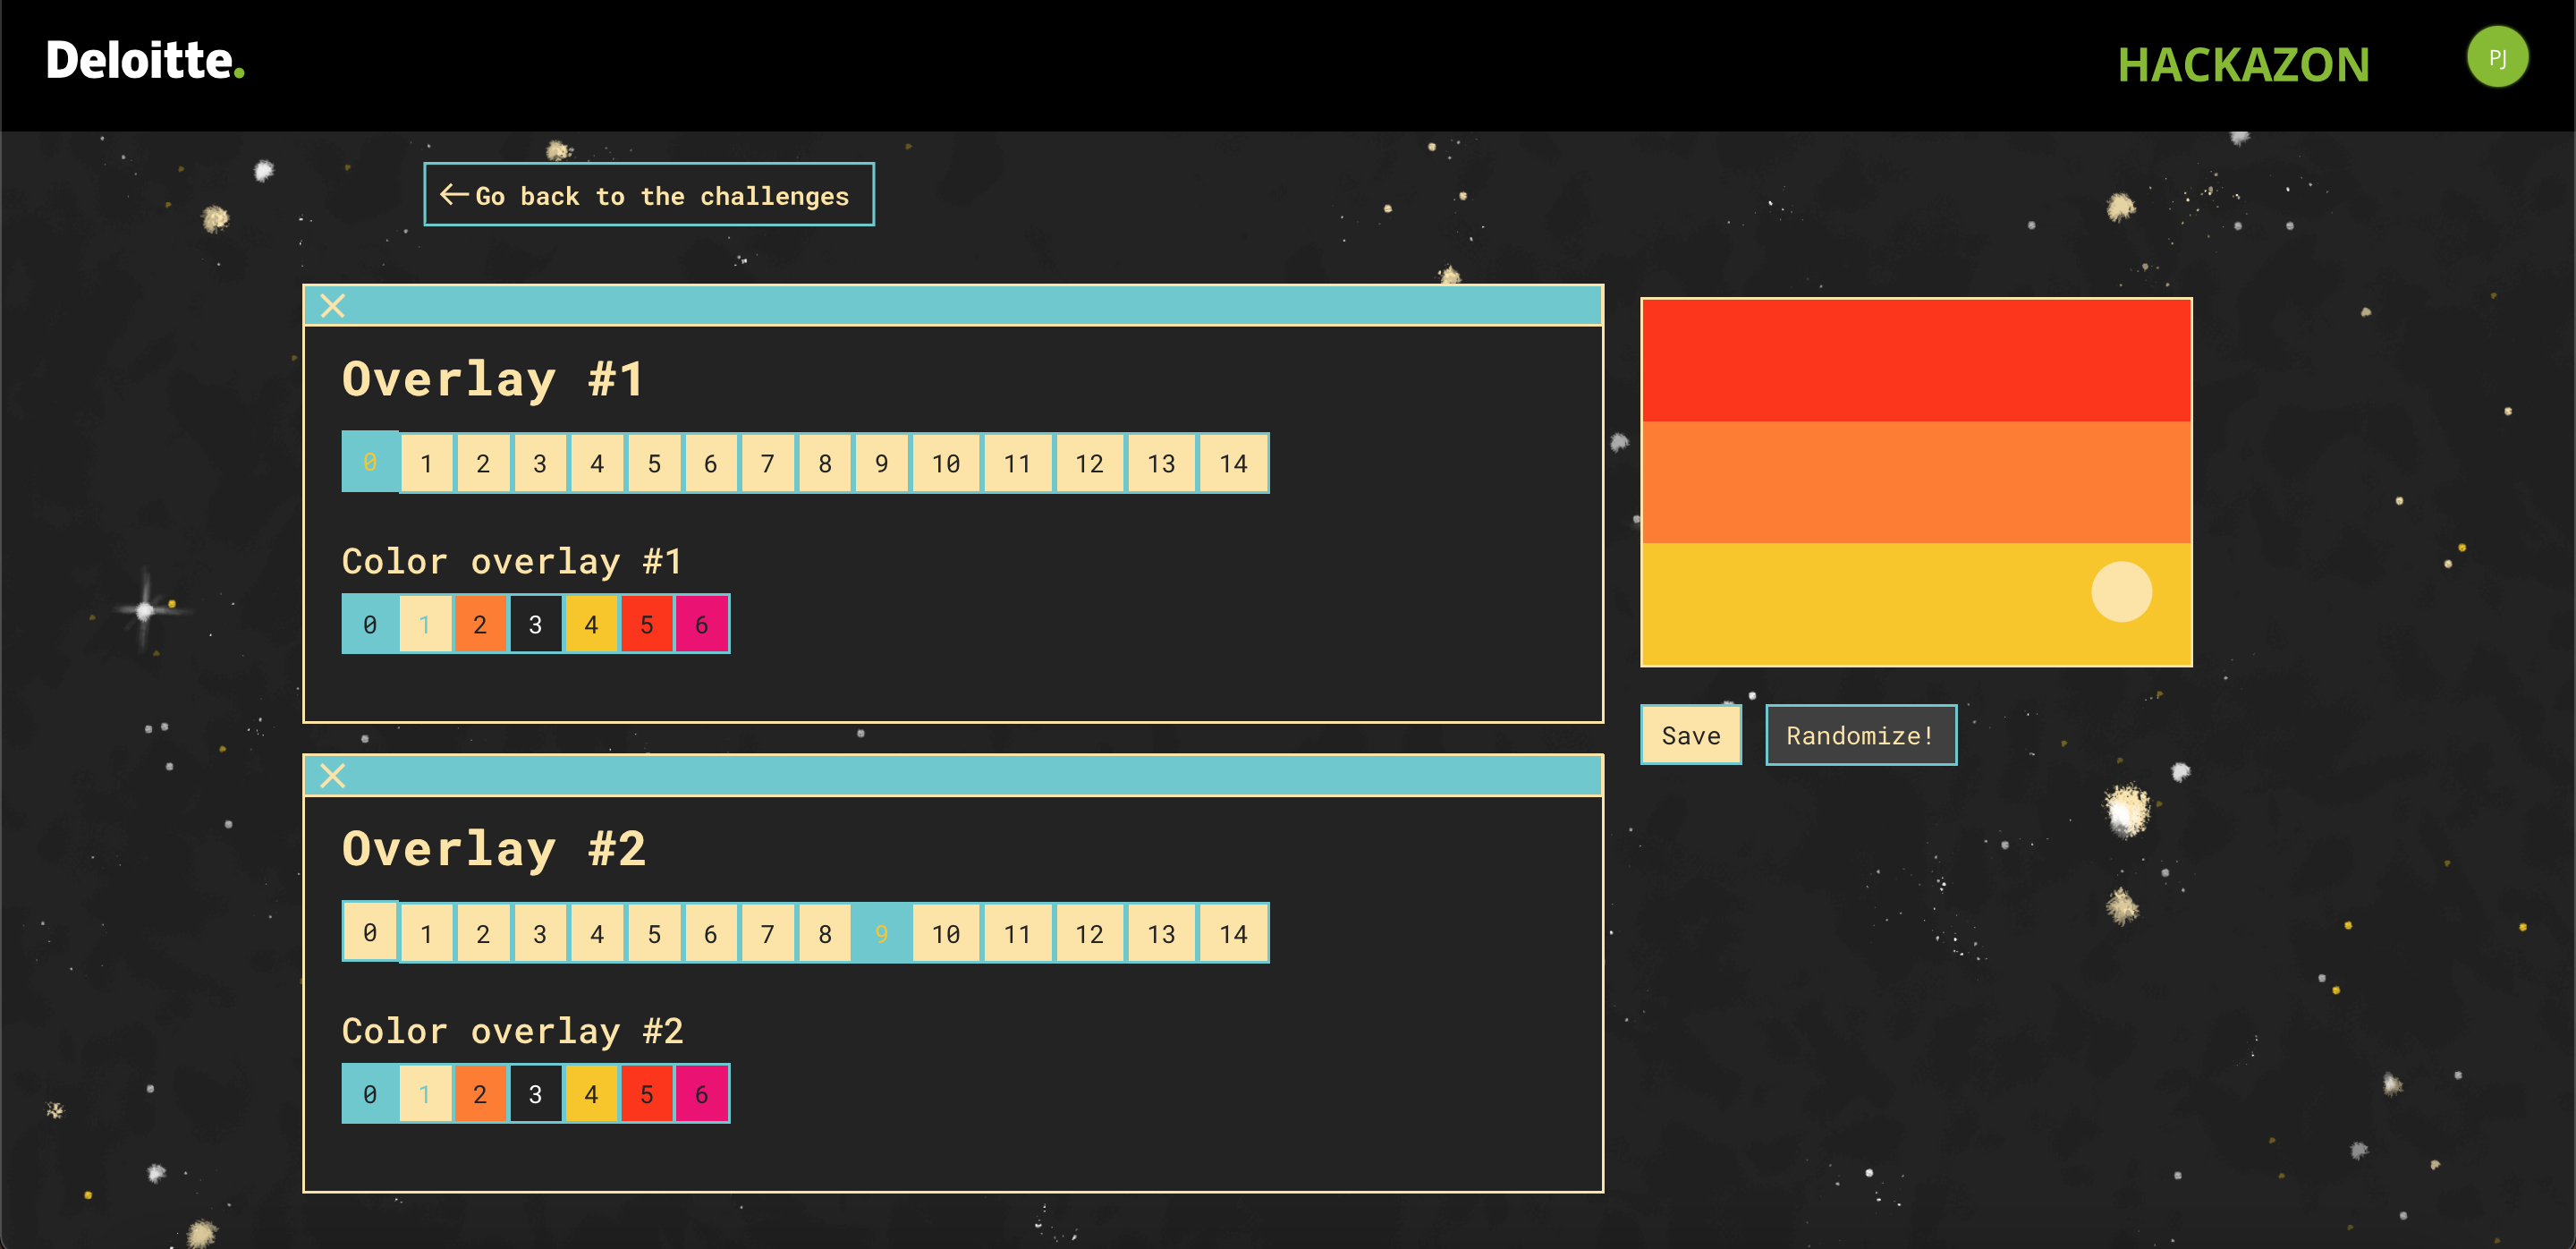 Deloitte.
HACKAZON
PJ
Go back to the challenges
Overlay #1
0 1 2 3 4 5 6 7 8 9 10 11 12 13 14
Color overlay #1
0 1 2 3 4 5 6
Save
Randomize!
Overlay #2
0 1 2 3 4 5 6 7 8 9 10 11 12 13 14
Color overlay #2
0 1 2 3 4 5 6